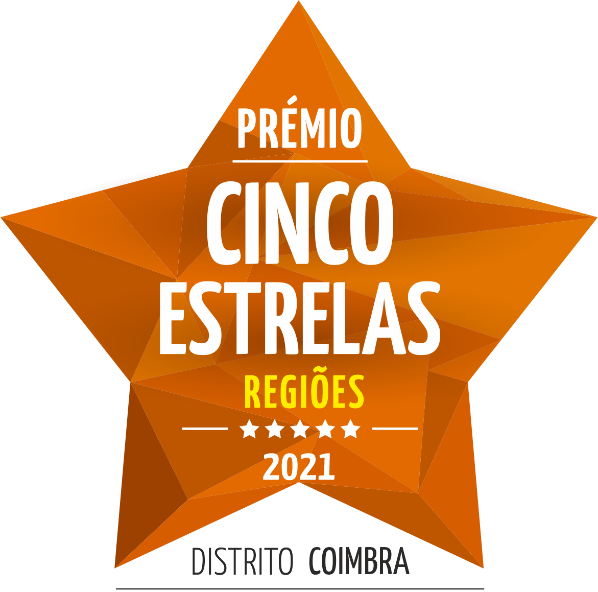 PRÉMIO
CINCO
ESTRELAS
REGIÕES
2021
DISTRITO COIMBRA